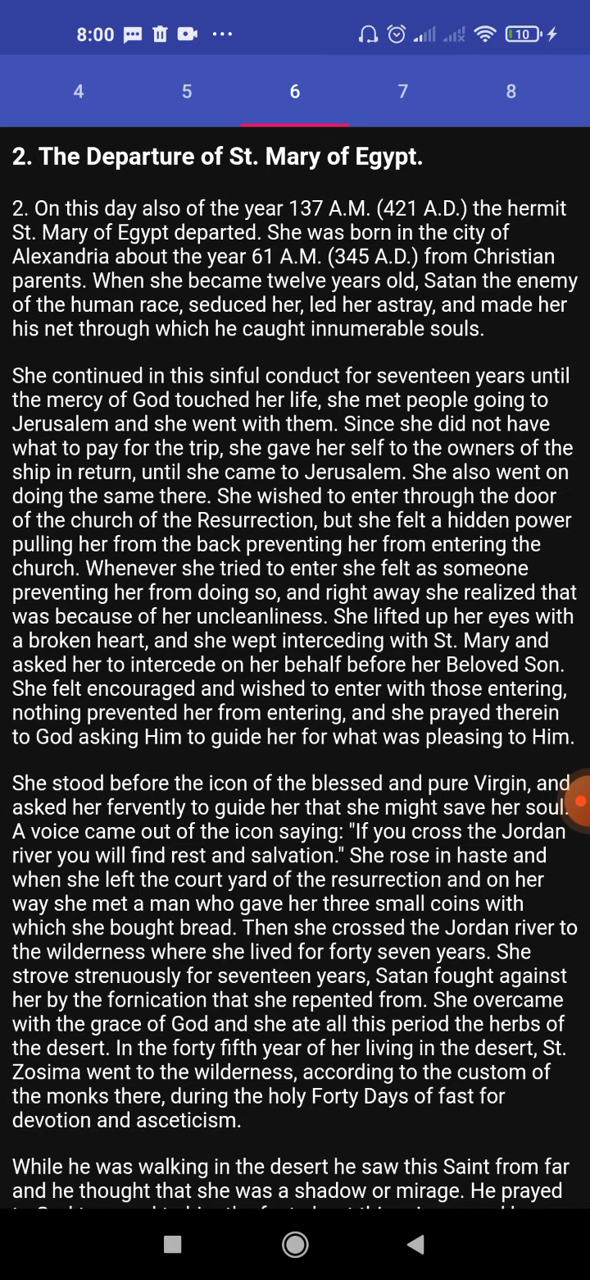 8:00
10
4 5 6 7 8
2. The Departure of St. Mary of Egypt.
2. On this day also of the year 137 A.M. (421 A.D.) the hermit
St. Mary of Egypt departed. She was born in the city of
Alexandria about the year 61 A.M. (345 A.D.) from Christian
parents. When she became twelve years old, Satan the enemy
of the human race, seduced her, led her astray, and made her
his net through which he caught innumerable souls.
She continued in this sinful conduct for seventeen years until
the mercy of God touched her life, she met people going to
Jerusalem and she went with them. Since she did not have
what to pay for the trip, she gave her self to the owners of the
ship in return, until she came to Jerusalem. She also went on
doing the same there. She wished to enter through the door
of the church of the Resurrection, but she felt a hidden power
pulling her from the back preventing her from entering the
church. Whenever she tried to enter she felt as someone
preventing her from doing so, and right away she realized that
was because of her uncleanliness. She lifted up her eyes with
a broken heart, and she wept interceding with St. Mary and
asked her to intercede on her behalf before her Beloved Son.
She felt encouraged and wished to enter with those entering,
nothing prevented her from entering, and she prayed therein
to God asking Him to guide her for what was pleasing to Him.
She stood before the icon of the blessed and pure Virgin, and
asked her fervently to guide her that she might save her soul.
A voice came out of the icon saying: "If you cross the Jordan
river you will find rest and salvation." She rose in haste and
when she left the court yard of the resurrection and on her
way she met a man who gave her three small coins with
which she bought bread. Then she crossed the Jordan river to
the wilderness where she lived for forty seven years. She
strove strenuously for seventeen years, Satan fought against
her by the fornication that she repented from. She overcame
with the grace of God and she ate all this period the herbs of
the desert. In the forty fifth year of her living in the desert, St.
Zosima went to the wilderness, according to the custom of
the monks there, during the holy Forty Days of fast for
devotion and asceticism.
While he was walking in the desert he saw this Saint from far
and he thought that she was a shadow or mirage. He prayed